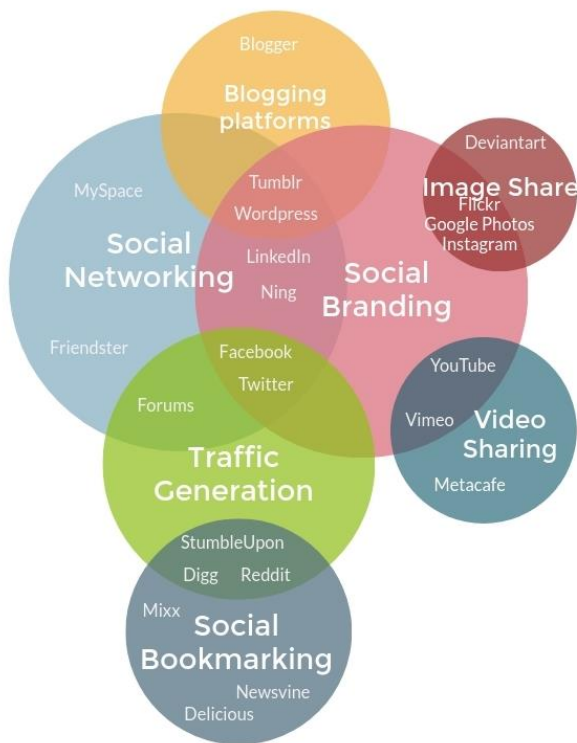 Blogger
Blogging
platforms
Deviantart
Image Share
Flickr
Google Photos
Instagram
MySpace
Tumblr
Wordpress
Social
Networking
LinkedIn
Ning
Social
Branding
Friendster
Facebook
Twitter
Forums
YouTube
Vimeo
Video
Sharing
Metacafe
Traffic
Generation
StumbleUpon
Digg Reddit
Mixx
Social
Bookmarking
Newsvine
Delicious